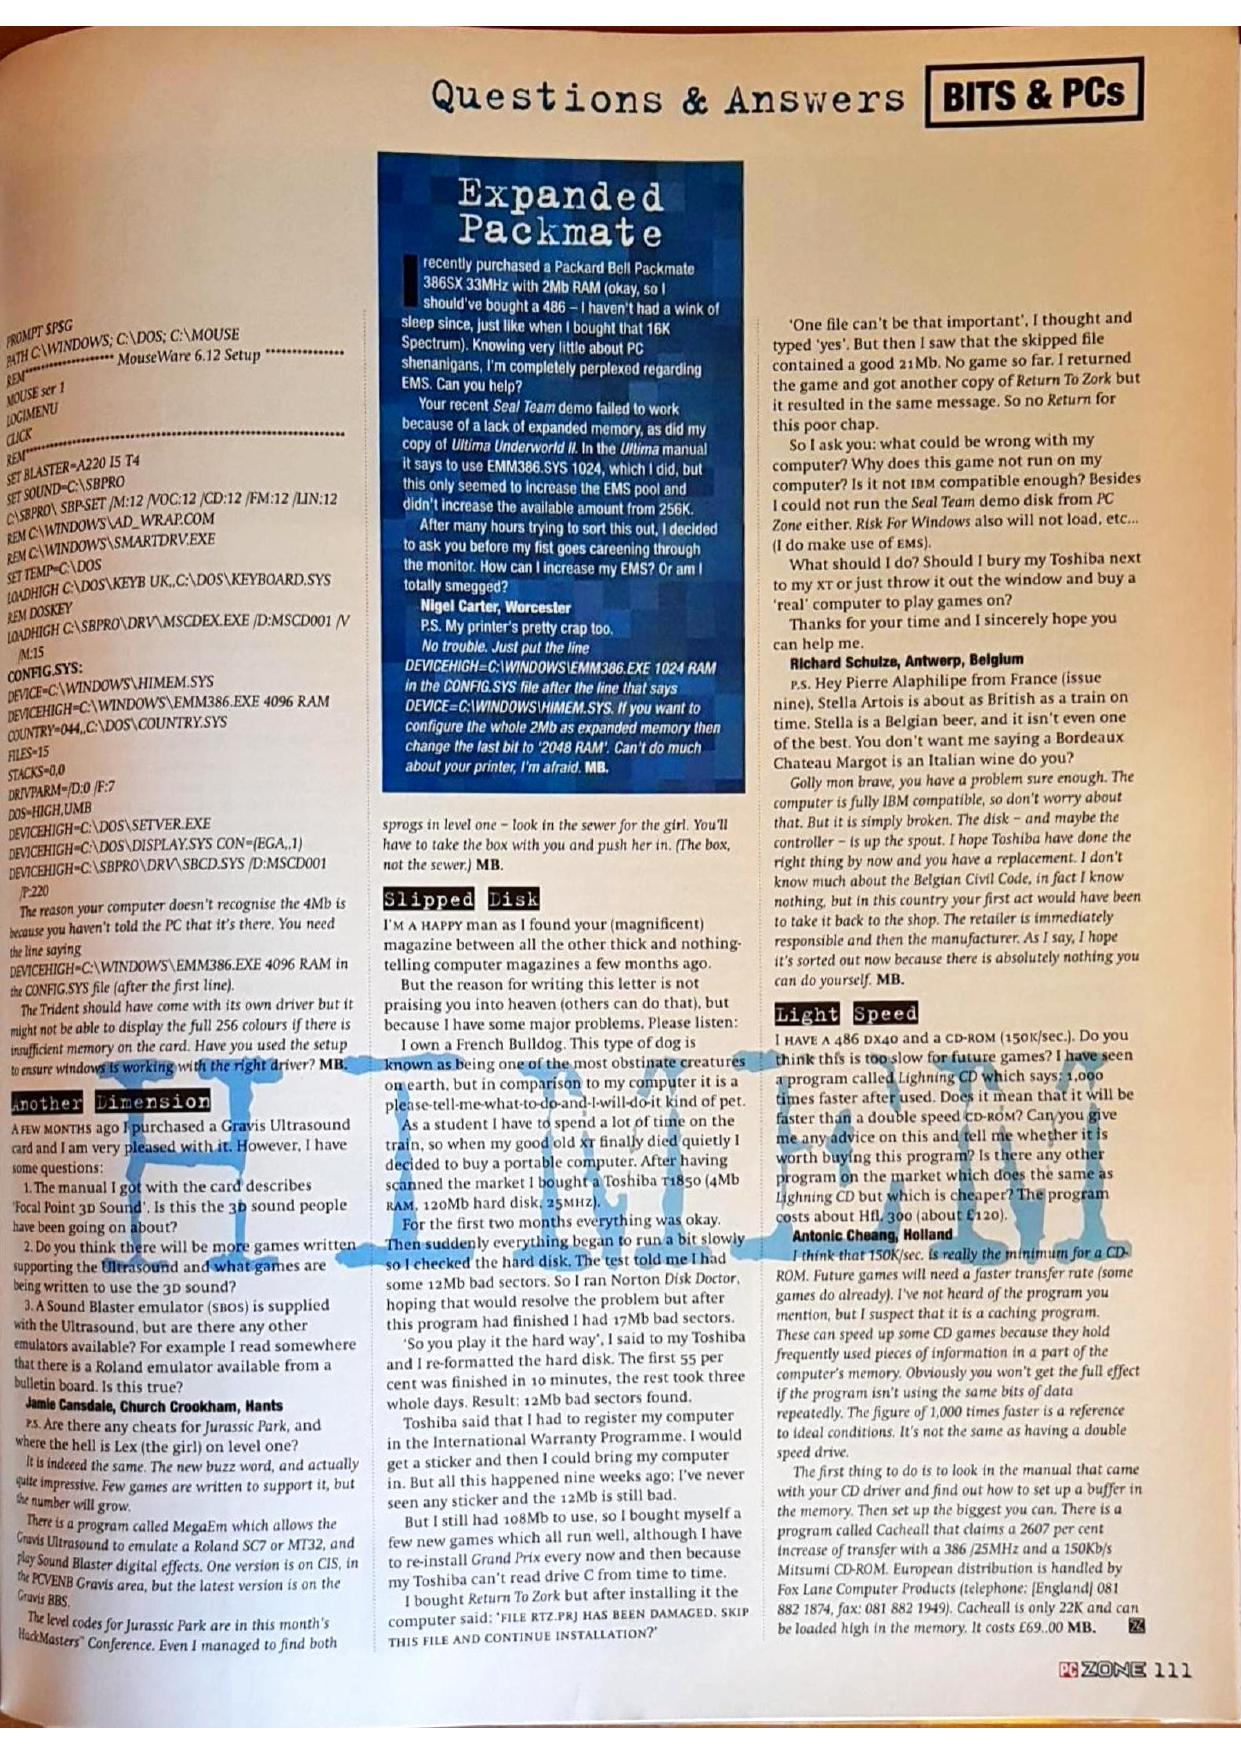 Questions & Answers BITS & PCs
PROMPT $P$G
PATH C:\WINDOWS; C:\DOS; C:\MOUSE
REM******************** MouseWare 6.12 Setup ******************
MOUSE ser 1
LOGIMENU
CLICK
REM****************************************************************
SET BLASTER=A220 I5 T4
SET SOUND=C:\SBPRO
C:\SBPRO\ SBP-SET /M:12 /VOC:12 /CD:12 /FM:12 /LIN:12
REM C:\WINDOWS\AD_WRAP.COM
REM C:\WINDOWS\SMARTDRV.EXE
SET TEMP=C:\DOS
LOADHIGH C:\DOS\KEYB UK,,C:\DOS\KEYBOARD.SYS
REM DOSKEY
LOADHIGH C:\SBPRO\DRV\MSCDEX.EXE /D:MSCD001 /V
/M:15
CONFIG.SYS:
DEVICE=C:\WINDOWS\HIMEM.SYS
DEVICEHIGH=C:\WINDOWS\EMM386.EXE 4096 RAM
COUNTRY=044,,C:\DOS\COUNTRY.SYS
FILES=15
STACKS=0,0
DRIVPARM=/D:0 /F:7
DOS=HIGH,UMB
DEVICEHIGH=C:\DOS\SETVER.EXE
DEVICEHIGH=C:\DOS\DISPLAY.SYS CON=(EGA,,1)
DEVICEHIGH=C:\SBPRO\DRV\SBCD.SYS /D:MSCD001
/P:220
The reason your computer doesn't recognise the 4Mb is
because you haven't told the PC that it's there. You need
the line saying
DEVICEHIGH=C:\WINDOWS\EMM386.EXE 4096 RAM in
the CONFIG.SYS file (after the first line).
The Trident should have come with its own driver but it
might not be able to display the full 256 colours if there is
insufficient memory on the card. Have you used the setup
to ensure windows is working with the right driver? MB.
Another Dimension
A FEW MONTHS ago I purchased a Gravis Ultrasound
card and I am very pleased with it. However, I have
some questions:
1. The manual I got with the card describes
'Focal Point 3D Sound'. Is this the 3D sound people
have been going on about?
2. Do you think there will be more games written
supporting the Ultrasound and what games are
being written to use the 3D sound?
3. A Sound Blaster emulator (SBOS) is supplied
with the Ultrasound, but are there any other
emulators available? For example I read somewhere
that there is a Roland emulator available from a
bulletin board. Is this true?
Jamie Cansdale, Church Crookham, Hants
P.S. Are there any cheats for Jurassic Park, and
where the hell is Lex (the girl) on level one?
It is indeed the same. The new buzz word, and actually
quite impressive. Few games are written to support it, but
the number will grow.
There is a program called MegaEm which allows the
Gravis Ultrasound to emulate a Roland SC7 or MT32, and
play Sound Blaster digital effects. One version is on CIS, in
the PCVENB Gravis area, but the latest version is on the
Gravis BBS.
The level codes for Jurassic Park are in this month's
HackMasters™ Conference. Even I managed to find both
Expanded
Packmate
I recently purchased a Packard Bell Packmate
386SX 33MHz with 2Mb RAM (okay, so I
should've bought a 486 – I haven't had a wink of
sleep since, just like when I bought that 16K
Spectrum). Knowing very little about PC
shenanigans, I'm completely perplexed regarding
EMS. Can you help?
Your recent Seal Team demo failed to work
because of a lack of expanded memory, as did my
copy of Ultima Underworld II. In the Ultima manual
it says to use EMM386.SYS 1024, which I did, but
this only seemed to increase the EMS pool and
didn't increase the available amount from 256K.
After many hours trying to sort this out, I decided
to ask you before my fist goes careening through
the monitor. How can I increase my EMS? Or am I
totally smegged?
Nigel Carter, Worcester
P.S. My printer's pretty crap too.
No trouble. Just put the line
DEVICEHIGH=C:\WINDOWS\EMM386.EXE 1024 RAM
in the CONFIG.SYS file after the line that says
DEVICE=C:\WINDOWS\HIMEM.SYS. If you want to
configure the whole 2Mb as expanded memory then
change the last bit to '2048 RAM'. Can't do much
about your printer, I'm afraid. MB.
sprogs in level one – look in the sewer for the girl. You'll
have to take the box with you and push her in. (The box,
not the sewer.) MB.
Slipped Disk
I'M A HAPPY man as I found your (magnificent)
magazine between all the other thick and nothing-
telling computer magazines a few months ago.
But the reason for writing this letter is not
praising you into heaven (others can do that), but
because I have some major problems. Please listen:
I own a French Bulldog. This type of dog is
known as being one of the most obstinate creatures
on earth, but in comparison to my computer it is a
please-tell-me-what-to-do-and-I-will-do-it kind of pet.
As a student I have to spend a lot of time on the
train, so when my good old XT finally died quietly I
decided to buy a portable computer. After having
scanned the market I bought a Toshiba T1850 (4Mb
RAM, 120Mb hard disk, 25MHz).
For the first two months everything was okay.
Then suddenly everything began to run a bit slowly
so I checked the hard disk. The test told me I had
some 12Mb bad sectors. So I ran Norton Disk Doctor,
hoping that would resolve the problem but after
this program had finished I had 17Mb bad sectors.
'So you play it the hard way', I said to my Toshiba
and I re-formatted the hard disk. The first 55 per
cent was finished in 10 minutes, the rest took three
whole days. Result: 12Mb bad sectors found.
Toshiba said that I had to register my computer
in the International Warranty Programme. I would
get a sticker and then I could bring my computer
in. But all this happened nine weeks ago; I've never
seen any sticker and the 12Mb is still bad.
But I still had 108Mb to use, so I bought myself a
few new games which all run well, although I have
to re-install Grand Prix every now and then because
my Toshiba can't read drive C from time to time.
I bought Return To Zork but after installing it the
computer said: 'FILE RTZ.PRJ HAS BEEN DAMAGED. SKIP
THIS FILE AND CONTINUE INSTALLATION?'
'One file can't be that important', I thought and
typed 'yes'. But then I saw that the skipped file
contained a good 21Mb. No game so far. I returned
the game and got another copy of Return To Zork but
it resulted in the same message. So no Return for
this poor chap.
So I ask you: what could be wrong with my
computer? Why does this game not run on my
computer? Is it not IBM compatible enough? Besides
I could not run the Seal Team demo disk from PC
Zone either. Risk For Windows also will not load, etc...
(I do make use of EMS).
What should I do? Should I bury my Toshiba next
to my XT or just throw it out the window and buy a
'real' computer to play games on?
Thanks for your time and I sincerely hope you
can help me.
Richard Schulze, Antwerp, Belgium
P.S. Hey Pierre Alaphilipe from France (issue
nine), Stella Artois is about as British as a train on
time. Stella is a Belgian beer, and it isn't even one
of the best. You don't want me saying a Bordeaux
Chateau Margot is an Italian wine do you?
Golly mon brave, you have a problem sure enough. The
computer is fully IBM compatible, so don't worry about
that. But it is simply broken. The disk – and maybe the
controller – is up the spout. I hope Toshiba have done the
right thing by now and you have a replacement. I don't
know much about the Belgian Civil Code, in fact I know
nothing, but in this country your first act would have been
to take it back to the shop. The retailer is immediately
responsible and then the manufacturer. As I say, I hope
it's sorted out now because there is absolutely nothing you
can do yourself. MB.
Light Speed
I HAVE A 486 DX40 and a CD-ROM (150K/sec.). Do you
think this is too slow for future games? I have seen
a program called Lighning CD which says: 1,000
times faster after used. Does it mean that it will be
faster than a double speed CD-ROM? Can you give
me any advice on this and tell me whether it is
worth buying this program? Is there any other
program on the market which does the same as
Lighning CD but which is cheaper? The program
costs about Hfl. 300 (about £120).
Antonic Cheang, Holland
I think that 150K/sec. is really the minimum for a CD-
ROM. Future games will need a faster transfer rate (some
games do already). I've not heard of the program you
mention, but I suspect that it is a caching program.
These can speed up some CD games because they hold
frequently used pieces of information in a part of the
computer's memory. Obviously you won't get the full effect
if the program isn't using the same bits of data
repeatedly. The figure of 1,000 times faster is a reference
to ideal conditions. It's not the same as having a double
speed drive.
The first thing to do is to look in the manual that came
with your CD driver and find out how to set up a buffer in
the memory. Then set up the biggest you can. There is a
program called Cacheall that claims a 2607 per cent
increase of transfer with a 386 /25MHz and a 150Kb/s
Mitsumi CD-ROM. European distribution is handled by
Fox Lane Computer Products (telephone: [England] 081
882 1874, fax: 081 882 1949). Cacheall is only 22K and can
be loaded high in the memory. It costs £69..00 MB.
HIMEM
PC ZONE 111